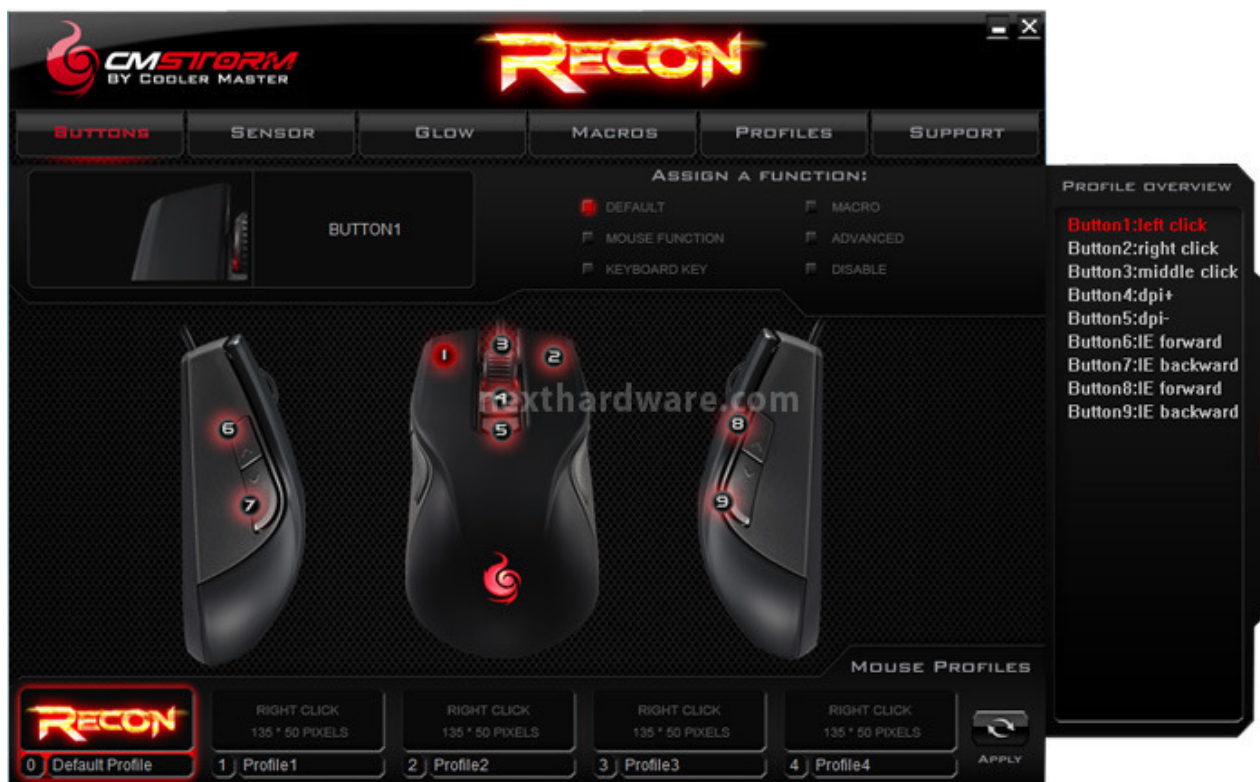 CMSTORM
BY COOLER MASTER
RECON
BUTTONS
SENSOR
GLOW
MACROS
PROFILES
SUPPORT
BUTTON1
ASSIGN A FUNCTION:
DEFAULT
MACRO
MOUSE FUNCTION
ADVANCED
KEYBOARD KEY
DISABLE
PROFILE OVERVIEW
Button1:left click
Button2:right click
Button3:middle click
Button4:dpi+
Button5:dpi-
Button6:IE forward
Button7:IE backward
Button8:IE forward
Button9:IE backward
1
3
2
4
nexthardware.com
5
6
7
8
9
MOUSE PROFILES
RECON
0 Default Profile
RIGHT CLICK
135 * 50 PIXELS
1 Profile1
RIGHT CLICK
135 * 50 PIXELS
2 Profile2
RIGHT CLICK
135 * 50 PIXELS
3 Profile3
RIGHT CLICK
135 * 50 PIXELS
4 Profile4
APPLY